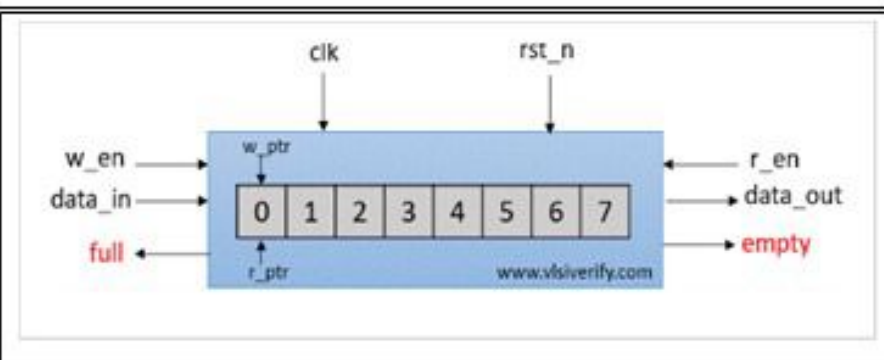 clk rst_n
w_ptr
w_en r_en
data_in data_out
0 1 2 3 4 5 6 7
full empty
r_ptr www.vlsiverify.com